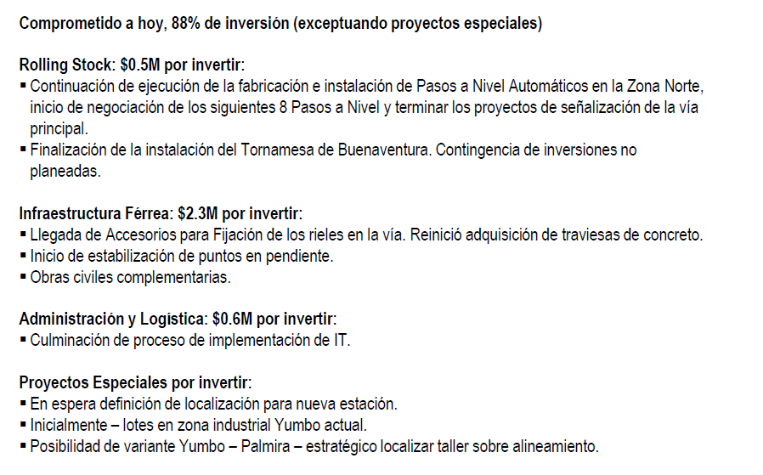 Comprometido a hoy, 88% de inversión (exceptuando proyectos especiales)
Rolling Stock: $0.5M por invertir:
▪ Continuación de ejecución de la fabricación e instalación de Pasos a Nivel Automáticos en la Zona Norte,
inicio de negociación de los siguientes 8 Pasos a Nivel y terminar los proyectos de señalización de la vía
principal.
▪ Finalización de la instalación del Tornamesa de Buenaventura. Contingencia de inversiones no
planeadas.
Infraestructura Férrea: $2.3M por invertir:
▪ Llegada de Accesorios para Fijación de los rieles en la vía. Reinició adquisición de traviesas de concreto.
▪ Inicio de estabilización de puntos en pendiente.
▪ Obras civiles complementarias.
Administración y Logística: $0.6M por invertir:
▪ Culminación de proceso de implementación de IT.
Proyectos Especiales por invertir:
▪ En espera definición de localización para nueva estación.
▪ Inicialmente – lotes en zona industrial Yumbo actual.
▪ Posibilidad de variante Yumbo – Palmira – estratégico localizar taller sobre alineamiento.